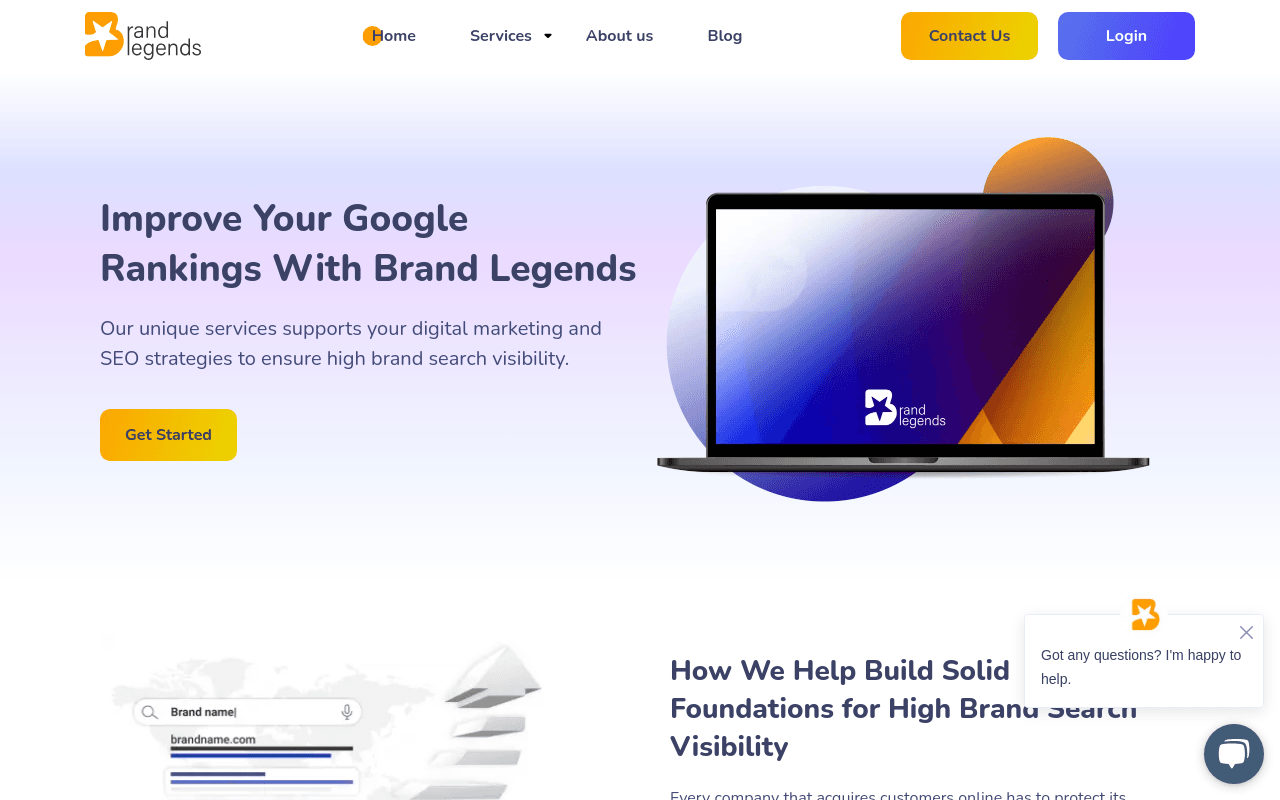 rand
legends
Home
Services
About us
Blog
Contact Us
Login
Improve Your Google
Rankings With Brand Legends
Our unique services supports your digital marketing and
SEO strategies to ensure high brand search visibility.
Get Started
rand
legends
Brand name
brandname.com
How We Help Build Solid
Foundations for High Brand Search
Visibility
Every company that acquires customers online has to protect its
Got any questions? I'm happy to
help.